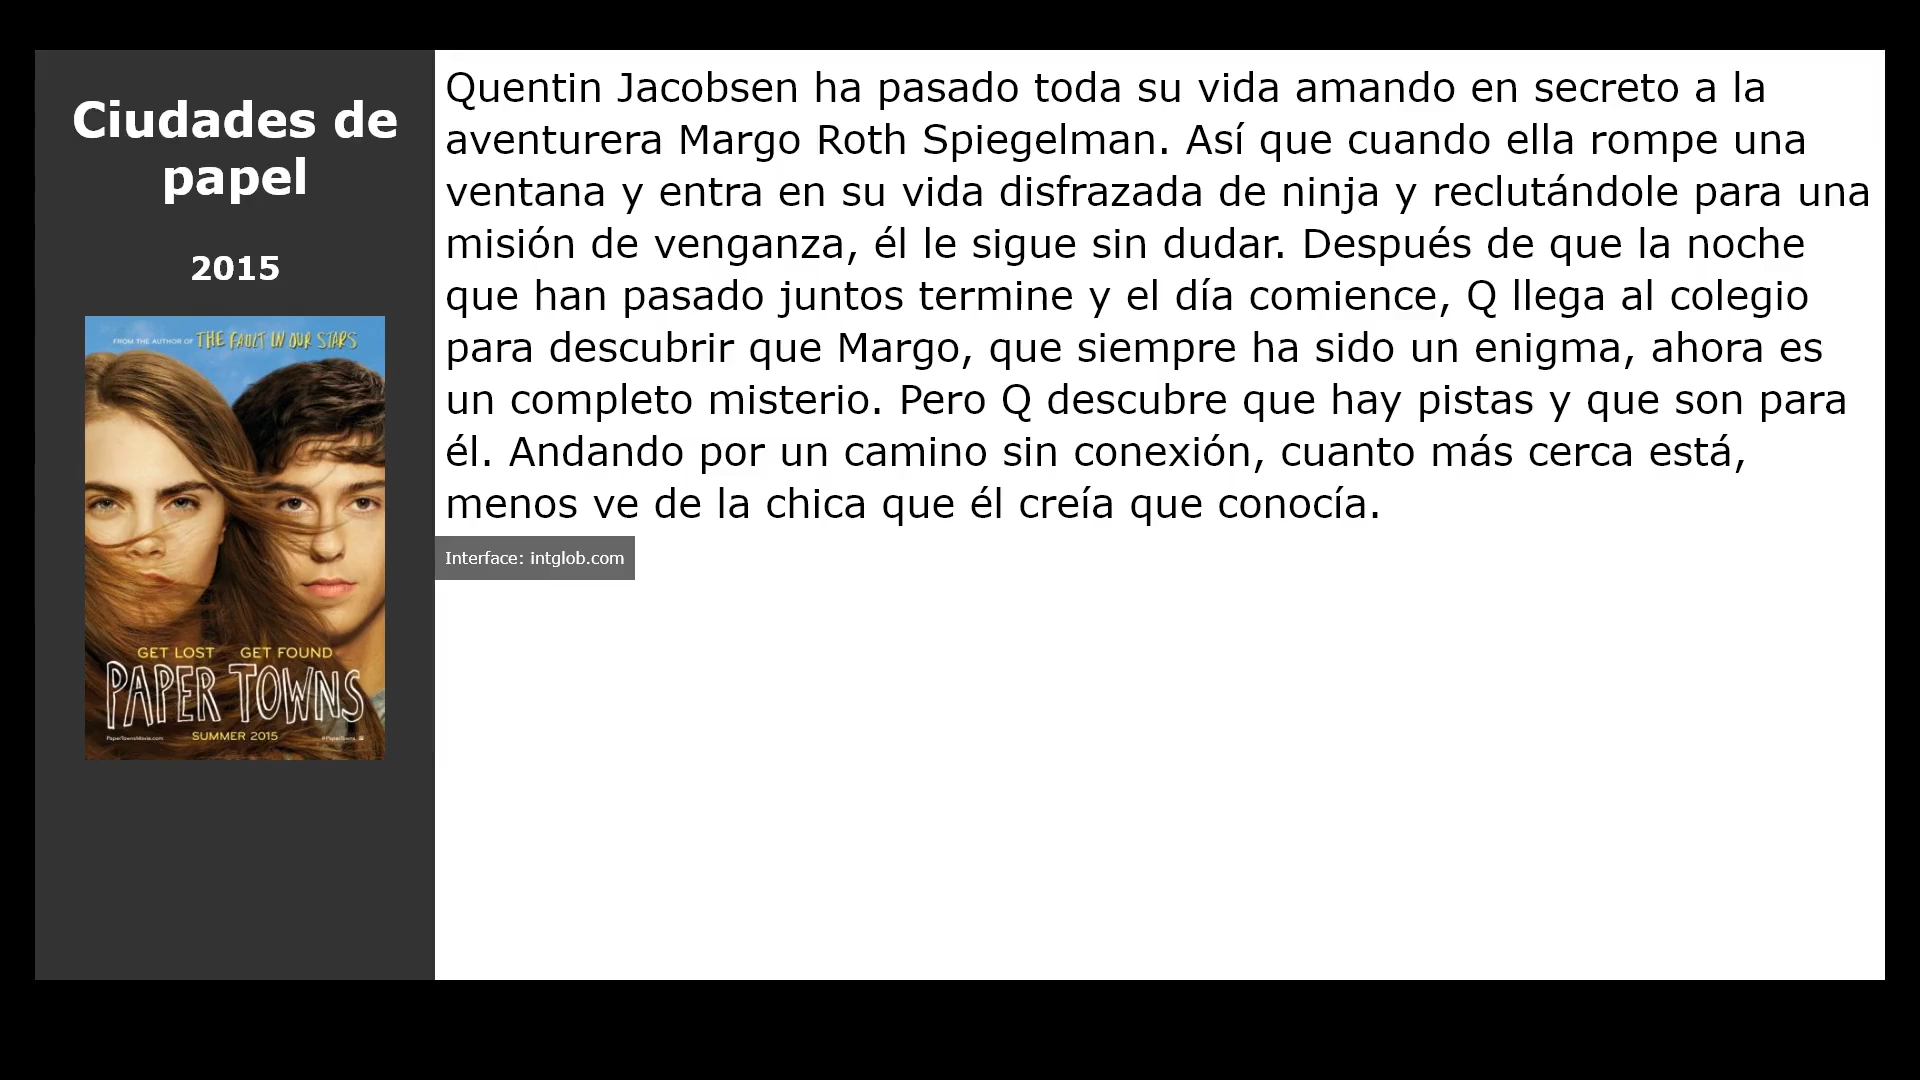 Ciudades de
papel
2015
FROM THE AUTHOR OF THE FAULT IN OUR STARS
GET LOST GET FOUND
PAPER TOWNS
PaperTownsMovie.com SUMMER 2015 #PaperTowns
Quentin Jacobsen ha pasado toda su vida amando en secreto a la
aventurera Margo Roth Spiegelman. Así que cuando ella rompe una
ventana y entra en su vida disfrazada de ninja y reclutándole para una
misión de venganza, él le sigue sin dudar. Después de que la noche
que han pasado juntos termine y el día comience, Q llega al colegio
para descubrir que Margo, que siempre ha sido un enigma, ahora es
un completo misterio. Pero Q descubre que hay pistas y que son para
él. Andando por un camino sin conexión, cuanto más cerca está,
menos ve de la chica que él creía que conocía.
Interface: intglob.com